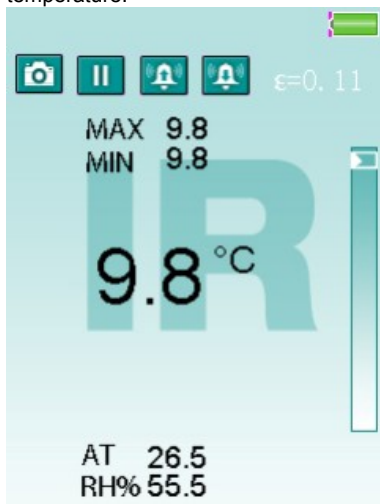 ε=0.11
MAX 9.8
MIN 9.8
IR
9.8 °C
AT 26.5
RH% 55.5